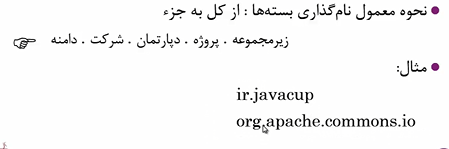 نحوه معمول نام‌گذاری بسته‌ها : از کل به جزء
زیرمجموعه . پروژه . دپارتمان . شرکت . دامنه
مثال:
ir.javacup
org.apache.commons.io